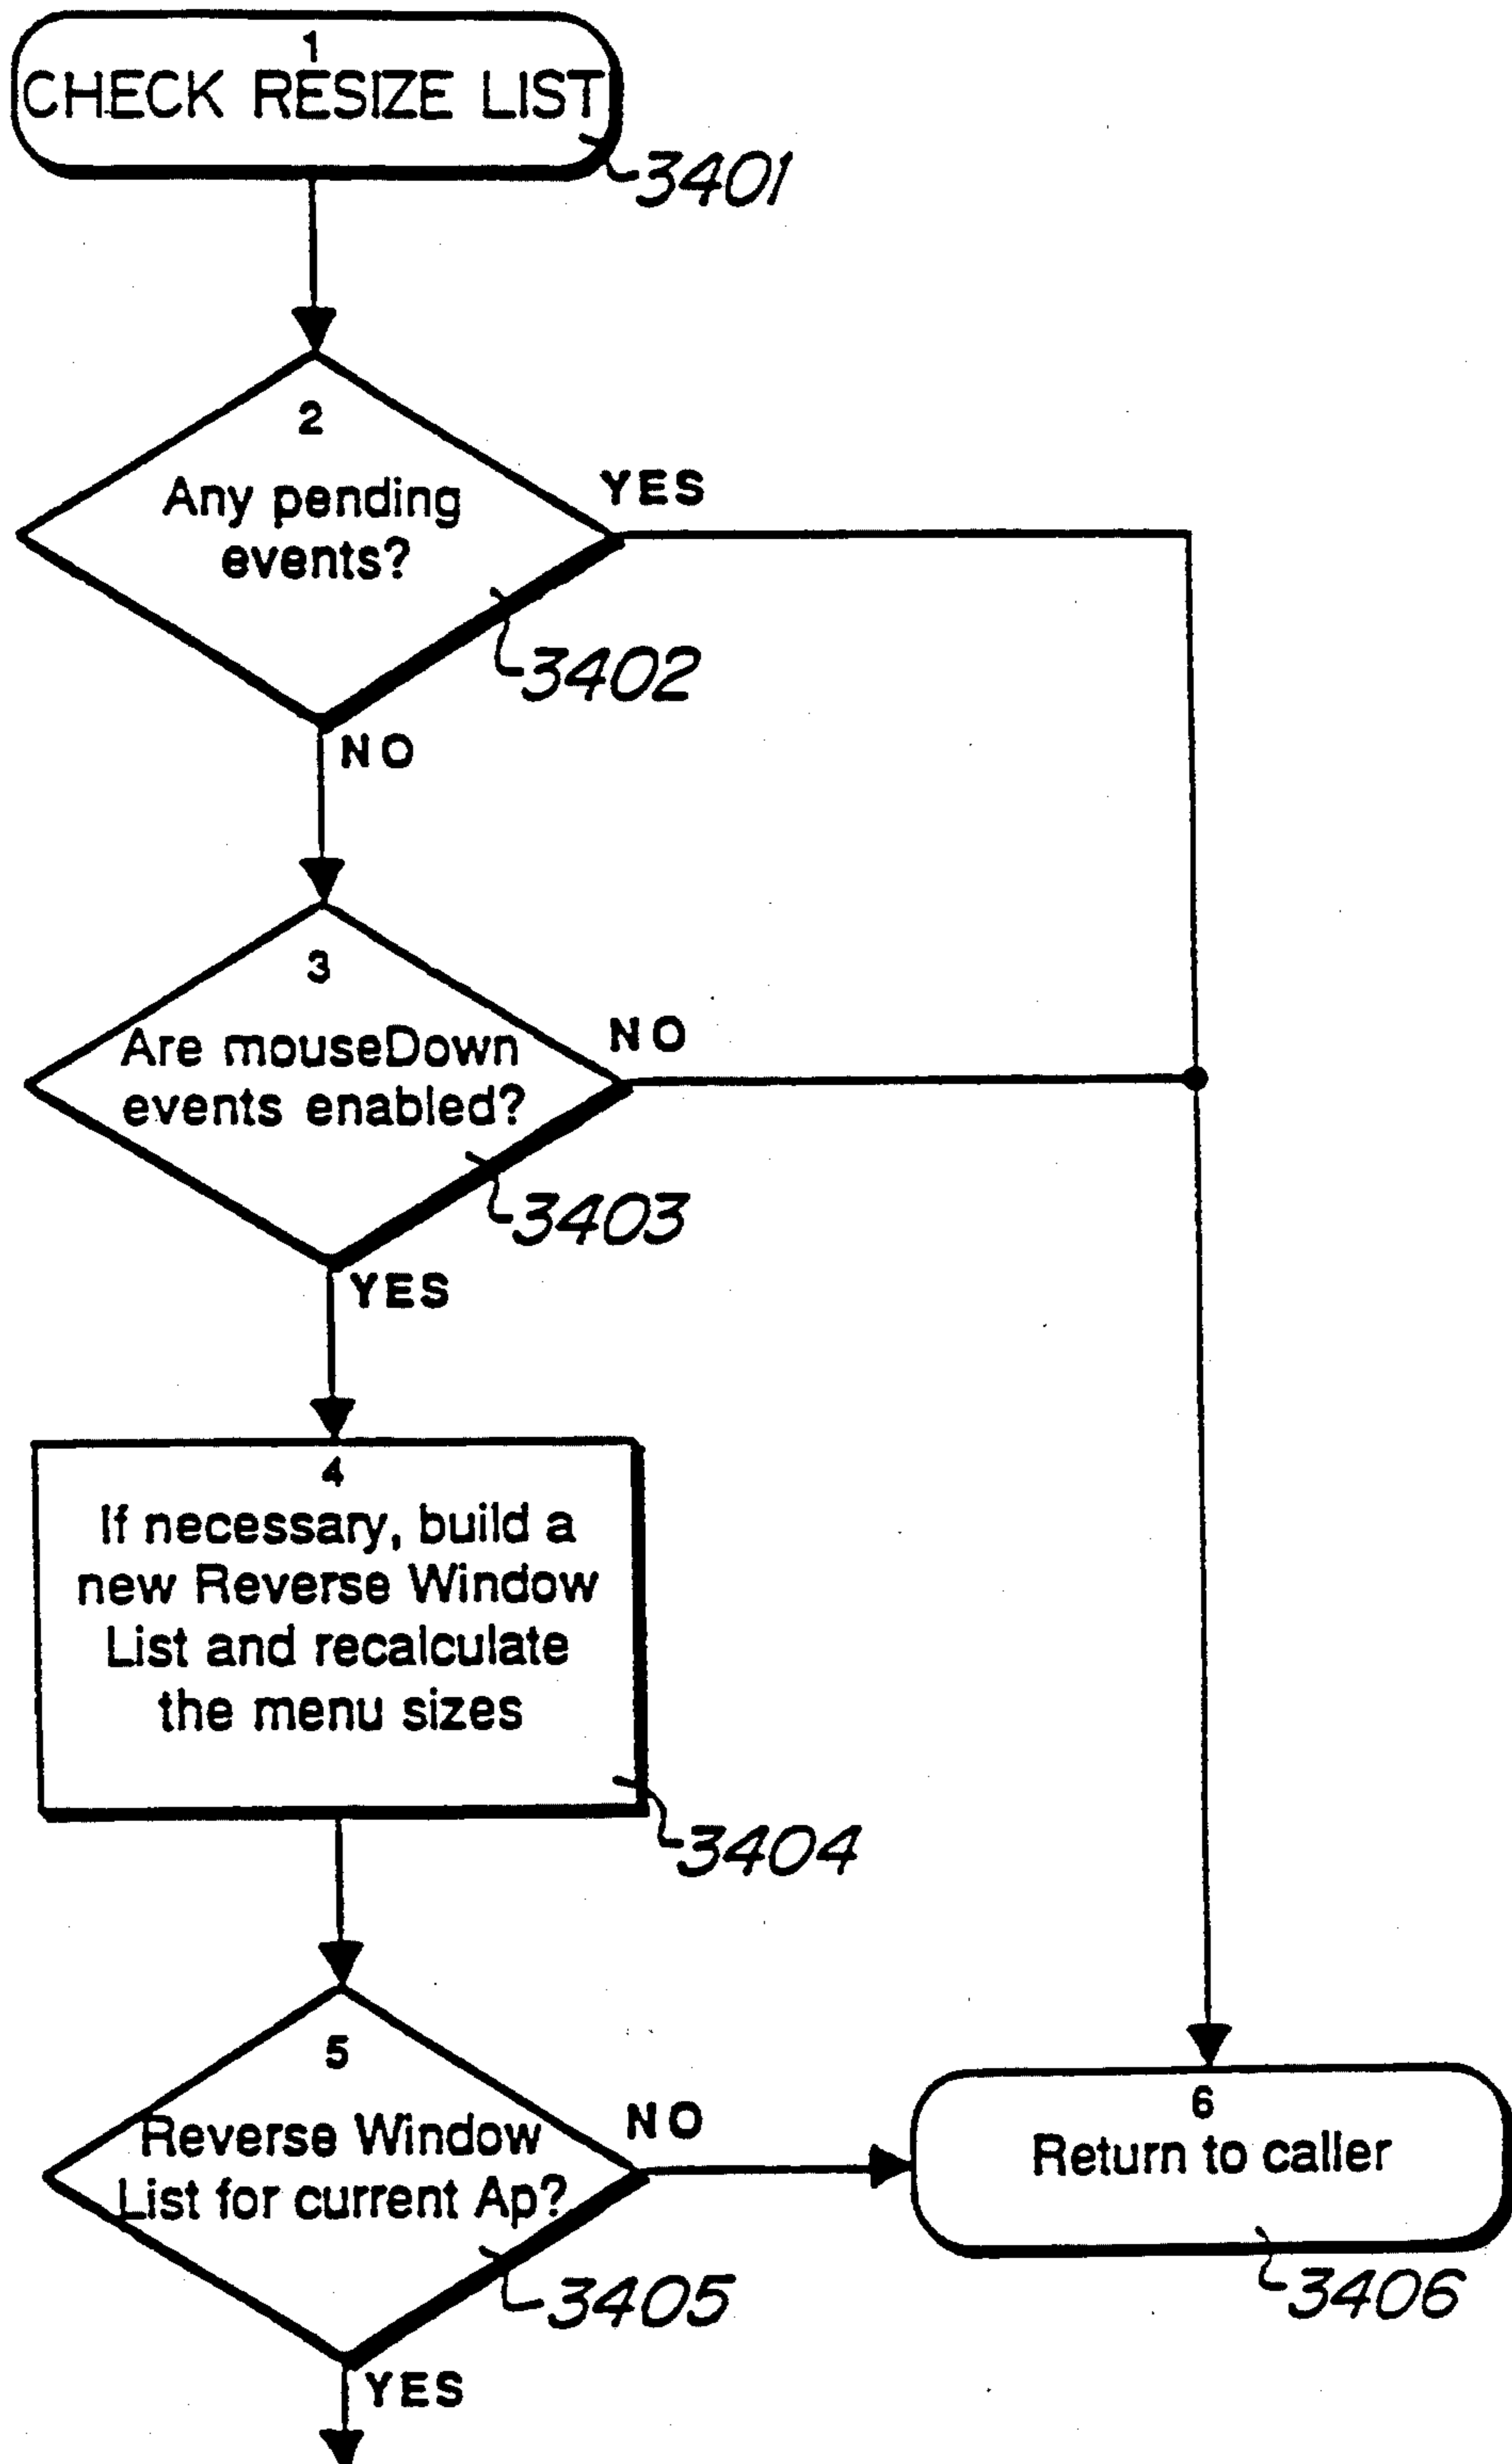 1
CHECK RESIZE LIST
3401
2
Any pending
events?
YES
3402
NO
3
Are mouseDown
events enabled?
NO
3403
YES
4
If necessary, build a
new Reverse Window
List and recalculate
the menu sizes
3404
5
Reverse Window
List for current Ap?
NO
3405
YES
6
Return to caller
3406